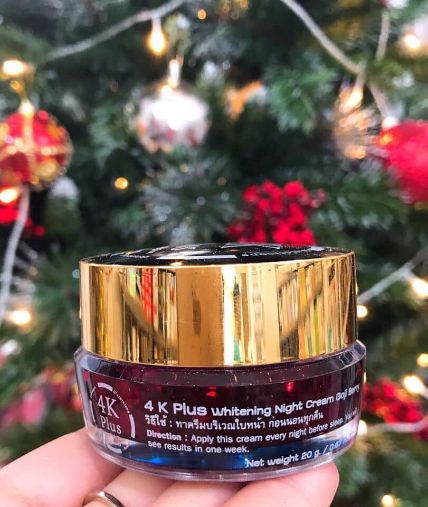 4K
Plus
4 K Plus Whitening Night Cream Goji Berry
วิธีใช้ : ทาครีมบริเวณใบหน้า ก่อนนอนทุกคืน
Direction : Apply this cream every night before sleep. You
see results in one week.
Net weight 20 g.